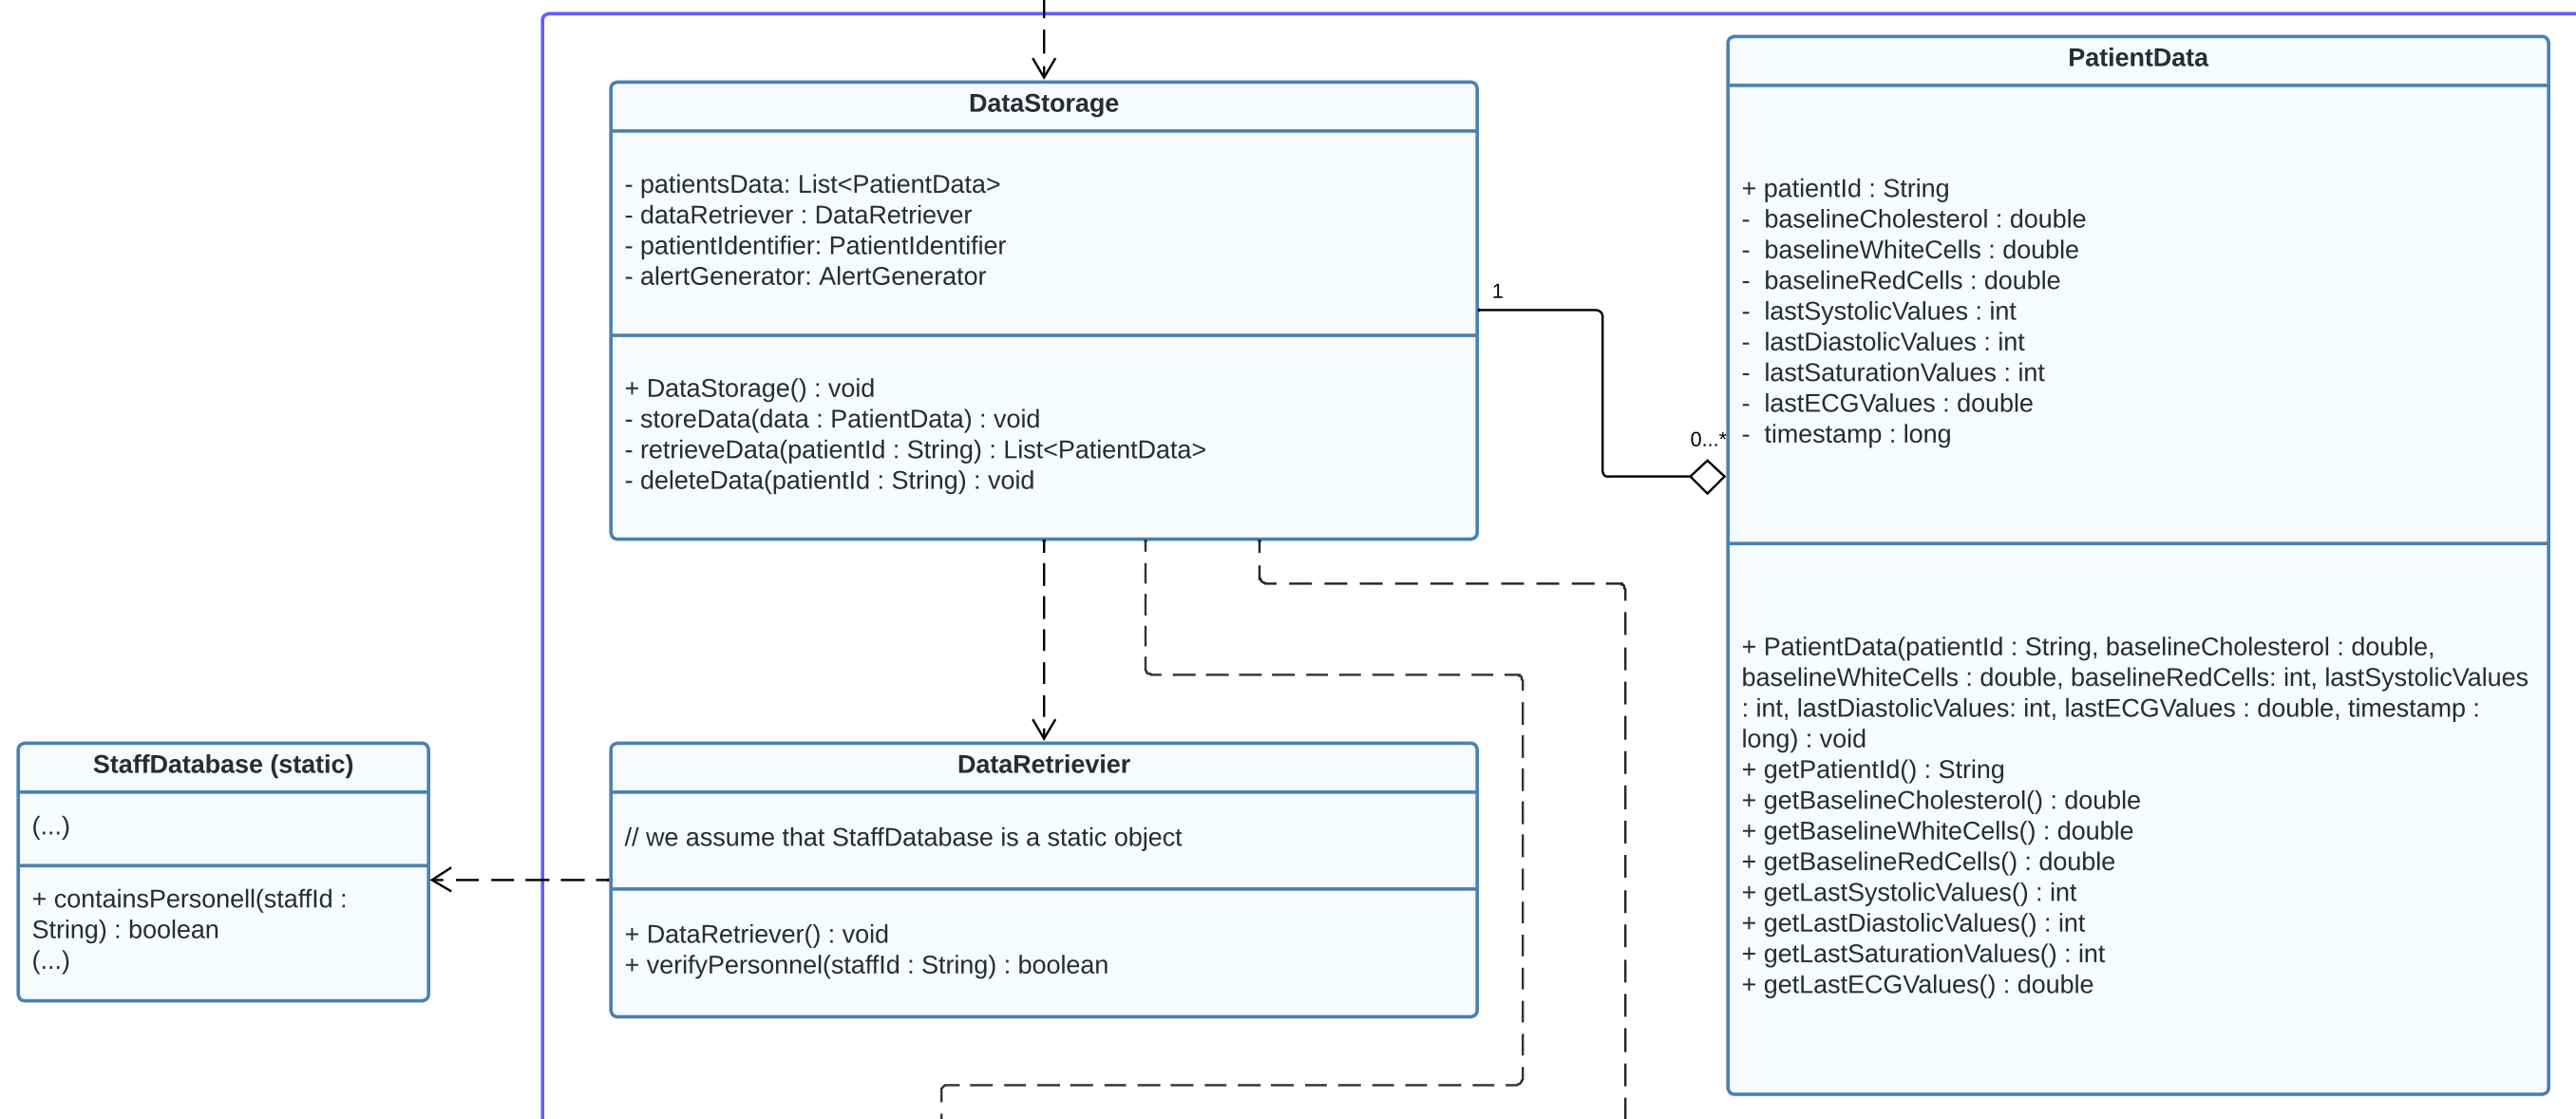 DataStorage
- patientsData: List<PatientData>
- dataRetriever : DataRetriever
- patientIdentifier: PatientIdentifier
- alertGenerator: AlertGenerator
+ DataStorage() : void
- storeData(data : PatientData) : void
- retrieveData(patientId : String) : List<PatientData>
- deleteData(patientId : String) : void
1
0...*
PatientData
+ patientId : String
- baselineCholesterol : double
- baselineWhiteCells : double
- baselineRedCells : double
- lastSystolicValues : int
- lastDiastolicValues : int
- lastSaturationValues : int
- lastECGValues : double
- timestamp : long
+ PatientData(patientId : String, baselineCholesterol : double,
baselineWhiteCells : double, baselineRedCells: int, lastSystolicValues
: int, lastDiastolicValues: int, lastECGValues : double, timestamp :
long) : void
+ getPatientId() : String
+ getBaselineCholesterol() : double
+ getBaselineWhiteCells() : double
+ getBaselineRedCells() : double
+ getLastSystolicValues() : int
+ getLastDiastolicValues() : int
+ getLastSaturationValues() : int
+ getLastECGValues() : double
StaffDatabase (static)
(...)
+ containsPersonell(staffId :
String) : boolean
(...)
DataRetrievier
// we assume that StaffDatabase is a static object
+ DataRetriever() : void
+ verifyPersonnel(staffId : String) : boolean